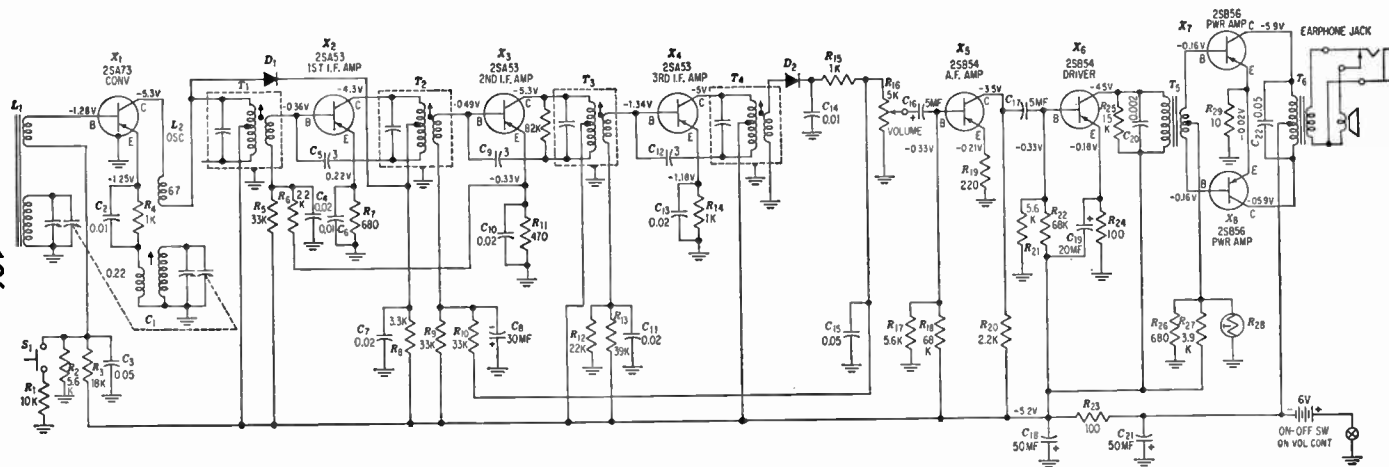 X1
2SA73
CONV
-5.3V
C
B
E
-1.28V
L1
L2
OSC
67
-1.25V
C2
0.01
R4
1K
0.22
C1
S1
R1
10K
R2
5.6
K
R3
18K
C3
0.05
D1
T1
X2
2SA53
1ST I.F. AMP
-4.3V
-0.36V
B
C
E
C5 3
0.22V
R5
33K
R6
2.2
K
C4
0.02
0.01
C6
R7
680
T2
X3
2SA53
2ND I.F. AMP
-5.3V
-0.49V
B
C
E
82K
C9 3
-0.33V
C10
0.02
R11
470
C7
0.02
3.3K
R8
R9
33K
R10
33K
C8
30MF
T3
X4
2SA53
3RD I.F. AMP
-5V
-1.34V
B
C
E
C12 3
-1.18V
C13
0.02
R14
1K
R12
22K
R13
39K
C11
0.02
T4
D2
R15
1K
C14
0.01
R16
5K
VOLUME
C15
0.05
C16
5MF
-0.33V
X5
2SB54
A.F. AMP
-3.5V
B
C
E
-0.21V
R19
220
R17
5.6K
R18
68
K
R20
2.2K
C17
5MF
-0.33V
X6
2SB54
DRIVER
-4.5V
B
C
E
-0.18V
5.6
K
R21
R22
68K
C19
20MF
R24
100
R25
15
K
0.002
C20
T5
X7
2SB56
PWR AMP
C -5.9V
-0.16V
B
E
R29
10
-0.02V
C22 0.05
T6
EARPHONE JACK
-0.16V
B
E
C
-05.9V
X8
2SB56
PWR AMP
R26
680
R27
3.9
K
R28
-5.2V
R23
100
C18
50MF
C21
50MF
6V
ON-OFF SW
ON VOL CONT